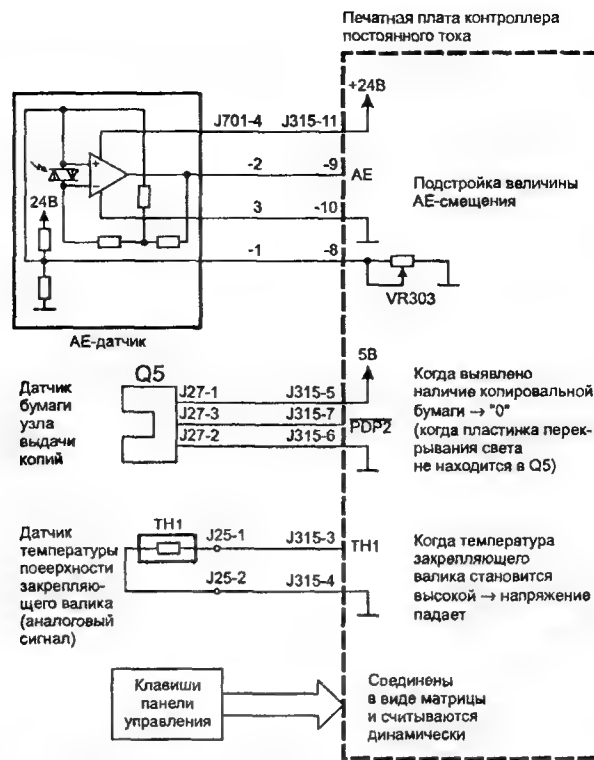 Печатная плата контроллера
постоянного тока
+24В
J701-4 J315-11
-2 -9 АЕ
Подстройка величины
АЕ-смещения
24В
3 -10
-1 -8
VR303
АЕ-датчик
5В
Датчик
бумаги
узла
выдачи
копий
Q5
J27-1 J315-5
J27-3 J315-7 PDP2
J27-2 J315-6
Когда выявлено
наличие копировальной
бумаги → "0"
(когда пластинка перек-
рывания света
не находится в Q5)
Датчик
температуры
поеерхности
закрепляю-
щего валика
(аналоговый
сигнал)
TH1
J25-1 J315-3 TH1
J25-2 J315-4
Когда температура
закрепляющего
валика становится
высокой → напряжение
падает
Клавиши
панели
управления
Соединены
в виде матрицы
и считываются
динамически